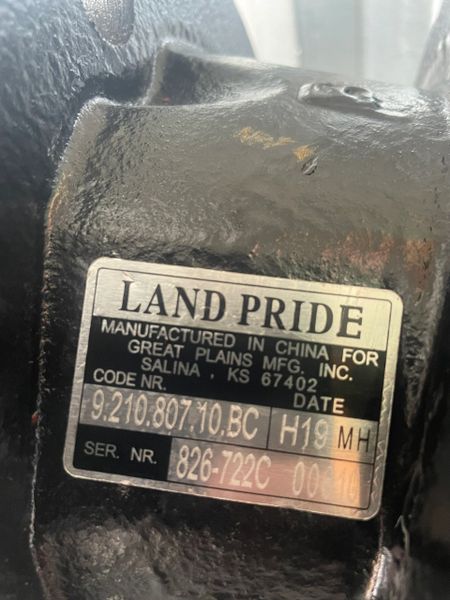 LAND PRIDE
MANUFACTURED IN CHINA FOR
GREAT PLAINS MFG. INC.
SALINA , KS 67402
CODE NR. DATE
9.210.807.10.BC H19 MH
SER. NR. 826-722C